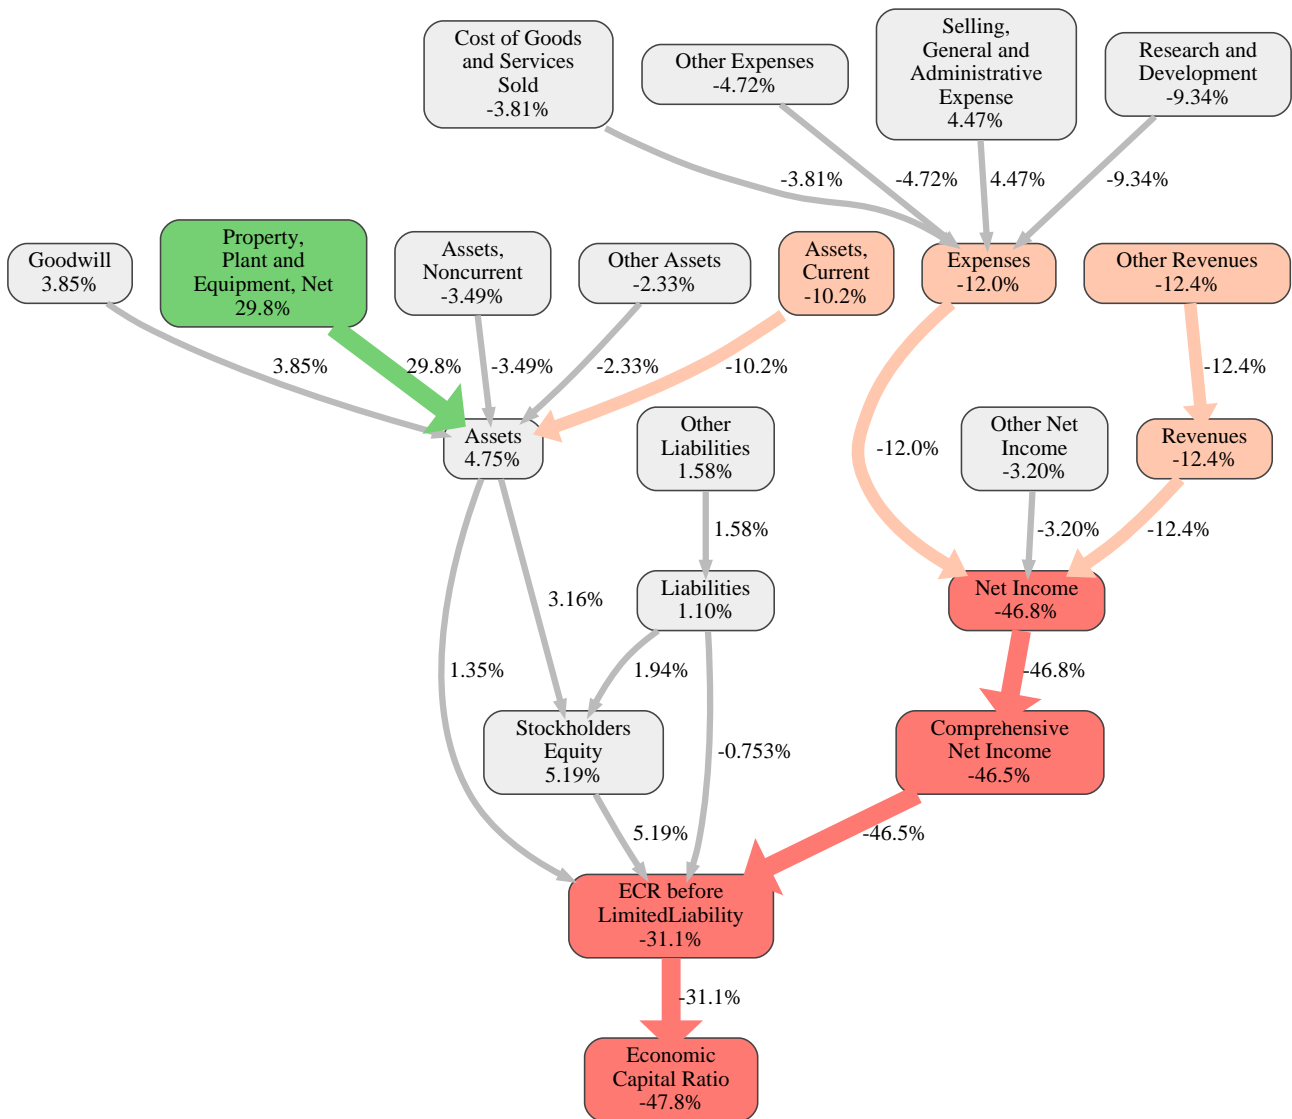 Cost of Goods
and Services
Sold
-3.81%
Other Expenses
-4.72%
Selling,
General and
Administrative
Expense
4.47%
Research and
Development
-9.34%
-3.81%
-4.72%
4.47%
-9.34%
Goodwill
3.85%
Property,
Plant and
Equipment, Net
29.8%
Assets,
Noncurrent
-3.49%
Other Assets
-2.33%
Assets,
Current
-10.2%
Expenses
-12.0%
Other Revenues
-12.4%
3.85%
29.8%
-3.49%
-2.33%
-10.2%
-12.4%
Assets
4.75%
Other
Liabilities
1.58%
-12.0%
Other Net
Income
-3.20%
Revenues
-12.4%
1.58%
-3.20%
-12.4%
3.16%
Liabilities
1.10%
Net Income
-46.8%
1.35%
1.94%
-46.8%
Stockholders
Equity
5.19%
-0.753%
Comprehensive
Net Income
-46.5%
5.19%
-46.5%
ECR before
LimitedLiability
-31.1%
-31.1%
Economic
Capital Ratio
-47.8%